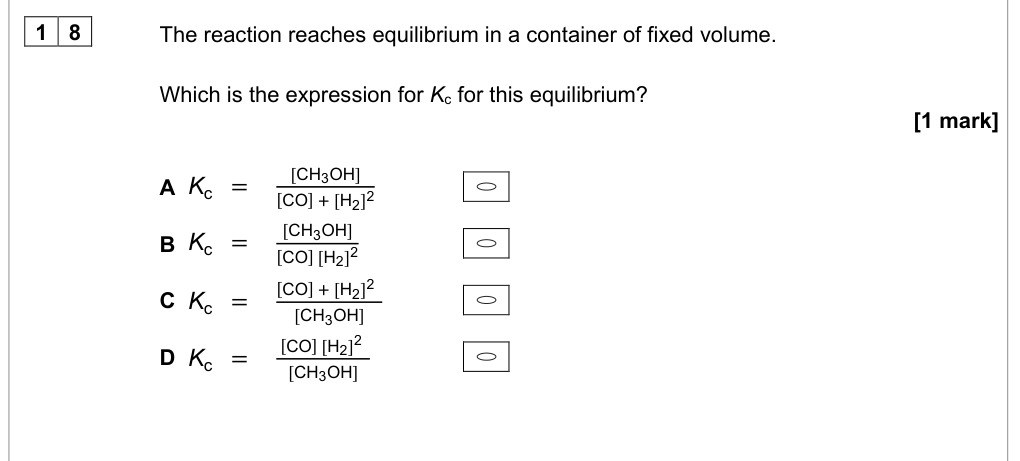 1 8 The reaction reaches equilibrium in a container of fixed volume.
Which is the expression for Kc for this equilibrium?
[1 mark]
A Kc = [CH3OH] / [CO] + [H2]²
B Kc = [CH3OH] / [CO] [H2]²
C Kc = [CO] + [H2]² / [CH3OH]
D Kc = [CO] [H2]² / [CH3OH]